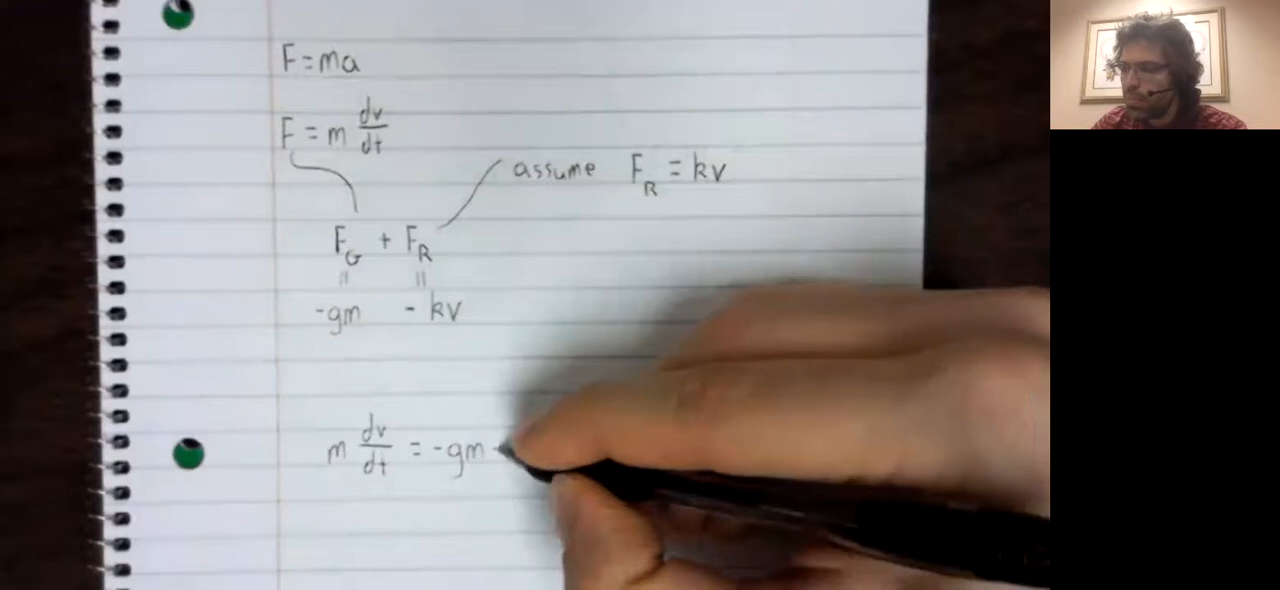 F = ma
F = m dv/dt
assume F_R = kv
F_G + F_R
= =
-gm - kv
m dv/dt = -gm -